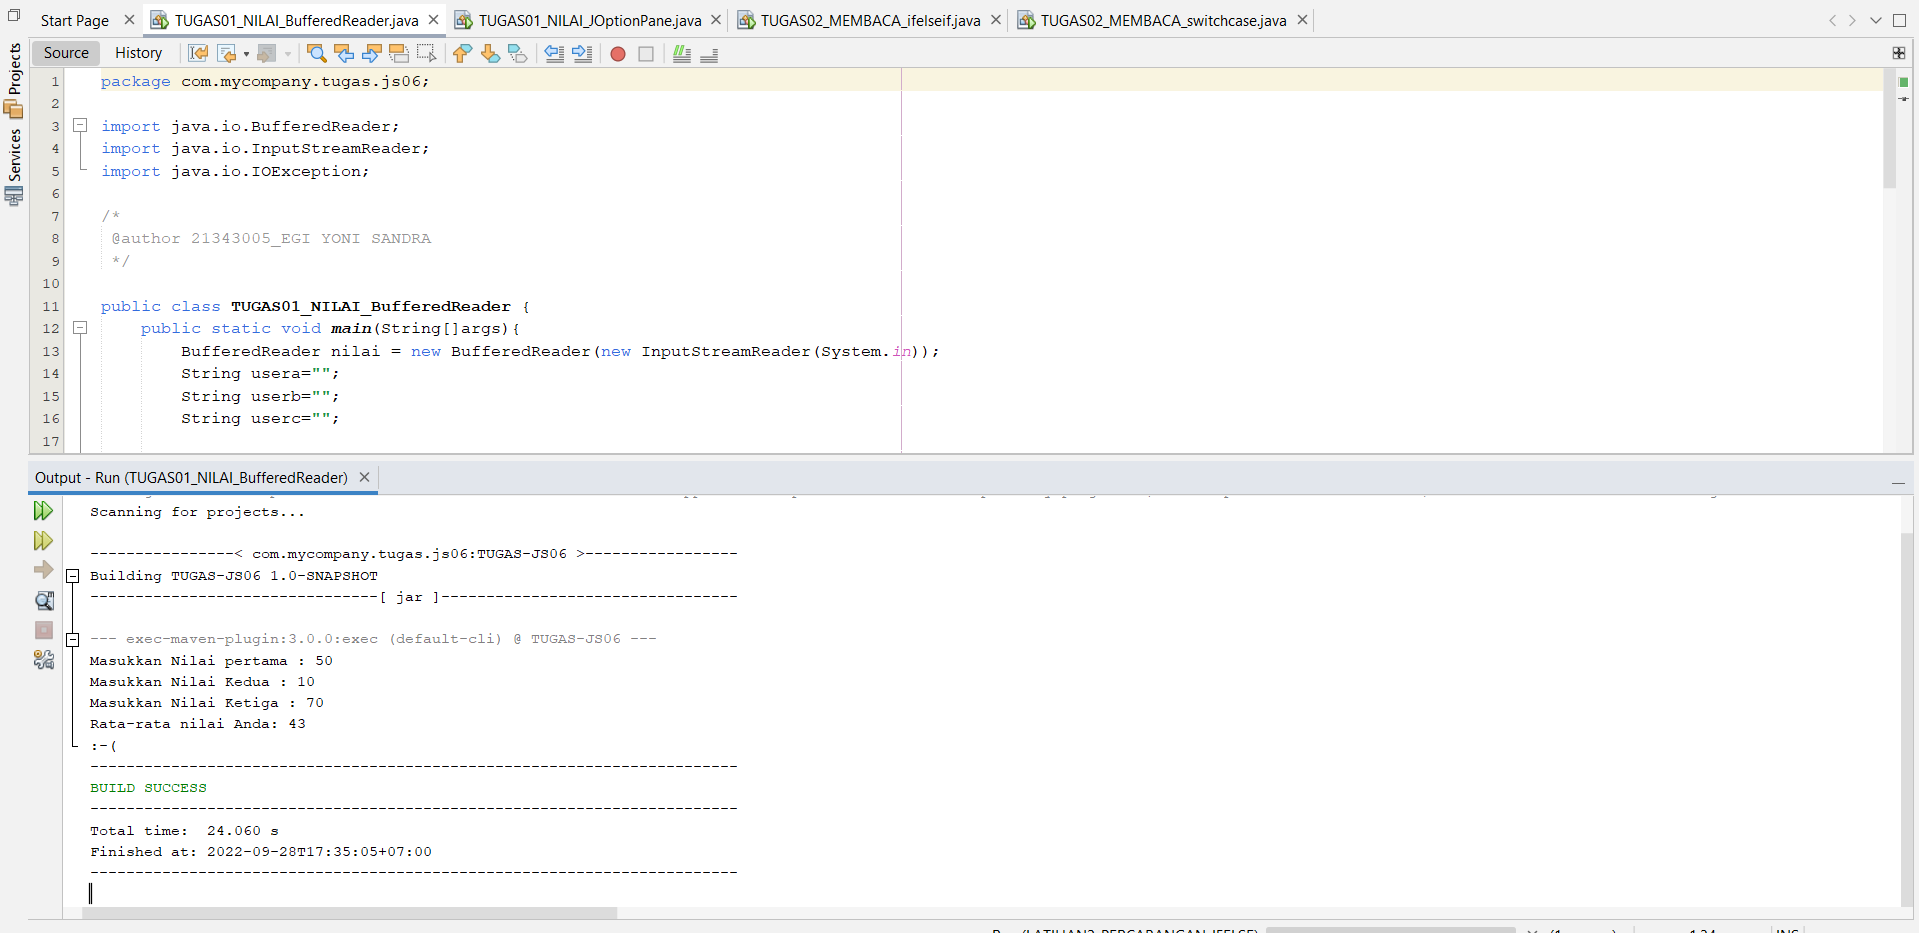 Start Page
TUGAS01_NILAI_BufferedReader.java
TUGAS01_NILAI_JOptionPane.java
TUGAS02_MEMBACA_ifelseif.java
TUGAS02_MEMBACA_switchcase.java
Projects
Services
Source
History
1 package com.mycompany.tugas.js06;
2
3 import java.io.BufferedReader;
4 import java.io.InputStreamReader;
5 import java.io.IOException;
6
7 /*
8 @author 21343005_EGI YONI SANDRA
9 */
10
11 public class TUGAS01_NILAI_BufferedReader {
12 public static void main(String[]args){
13 BufferedReader nilai = new BufferedReader(new InputStreamReader(System.in));
14 String usera="";
15 String userb="";
16 String userc="";
17
Output - Run (TUGAS01_NILAI_BufferedReader)
Scanning for projects...
----------------< com.mycompany.tugas.js06:TUGAS-JS06 >-----------------
Building TUGAS-JS06 1.0-SNAPSHOT
--------------------------------[ jar ]---------------------------------
--- exec-maven-plugin:3.0.0:exec (default-cli) @ TUGAS-JS06 ---
Masukkan Nilai pertama : 50
Masukkan Nilai Kedua : 10
Masukkan Nilai Ketiga : 70
Rata-rata nilai Anda: 43
:-(
------------------------------------------------------------------------
BUILD SUCCESS
------------------------------------------------------------------------
Total time:  24.060 s
Finished at: 2022-09-28T17:35:05+07:00
------------------------------------------------------------------------